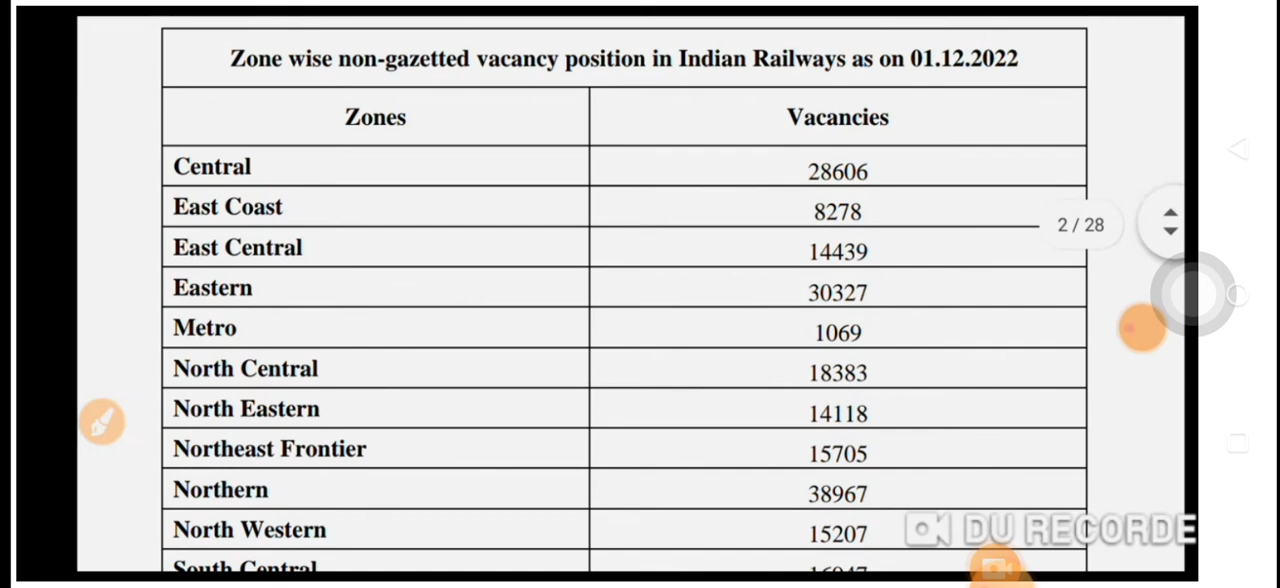 Zone wise non-gazetted vacancy position in Indian Railways as on 01.12.2022
Zones Vacancies
Central 28606
East Coast 8278
2 / 28
East Central 14439
Eastern 30327
Metro 1069
North Central 18383
North Eastern 14118
Northeast Frontier 15705
Northern 38967
North Western 15207
DU RECORDE
South Central